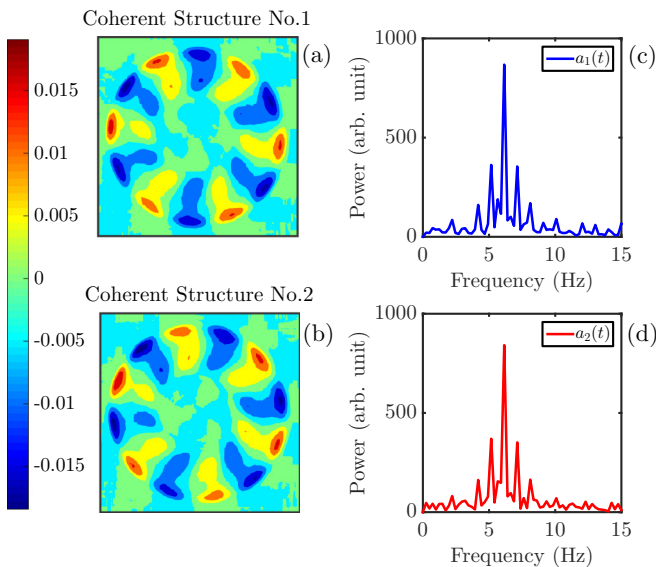 Coherent Structure No.1
(a)
0.015
0.01
0.005
0
-0.005
-0.01
-0.015
Coherent Structure No.2
(b)
1000
500
0
0 5 10 15
Power (arb. unit)
Frequency (Hz)
a₁(t)
(c)
1000
500
0
0 5 10 15
Power (arb. unit)
Frequency (Hz)
a₂(t)
(d)